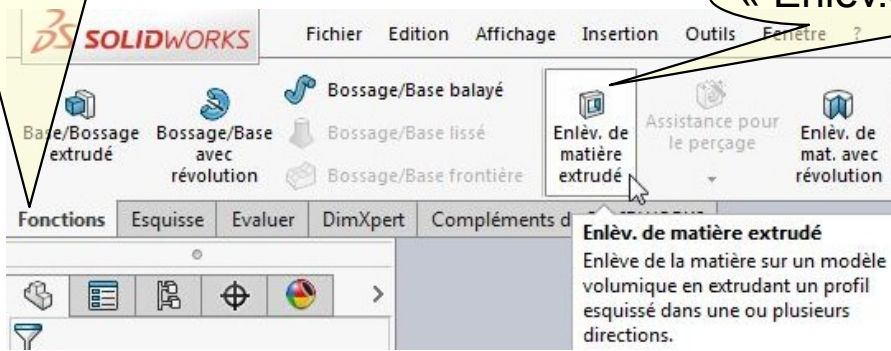 « Enlèv.
SOLIDWORKS Fichier Edition Affichage Insertion Outils Fenêtre ?
Base/Bossage extrudé
Bossage/Base avec révolution
Bossage/Base balayé
Bossage/Base lissé
Bossage/Base frontière
Enlèv. de matière extrudé
Assistance pour le perçage
Enlèv. de mat. avec révolution
Fonctions Esquisse Evaluer DimXpert Compléments
Enlèv. de matière extrudé
Enlève de la matière sur un modèle
volumique en extrudant un profil
esquissé dans une ou plusieurs
directions.